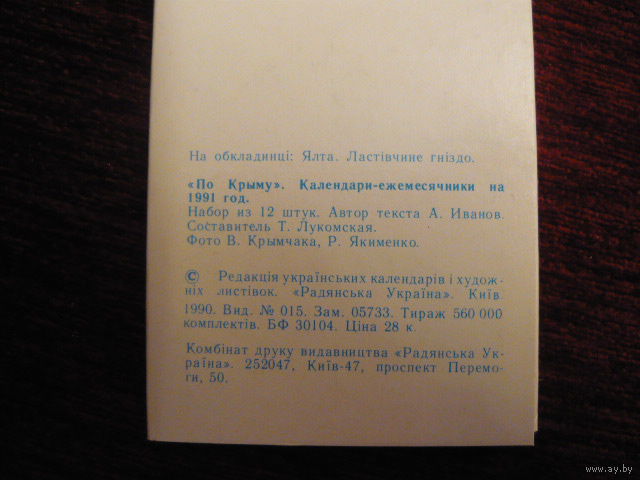 На обкладинці: Ялта. Ластівчине гніздо.
«По Крыму». Календари-ежемесячники на
1991 год.
Набор из 12 штук. Автор текста А. Иванов.
Составитель Т. Лукомская.
Фото В. Крымчака, Р. Якименко.
© Редакція українських календарів і худож-
ніх листівок. «Радянська Україна». Київ.
1990. Вид. № 015. Зам. 05733. Тираж 560 000
комплектів. БФ 30104. Ціна 28 к.
Комбінат друку видавництва «Радянська Ук-
раїна». 252047, Київ-47, проспект Перемо-
ги, 50.
www.ay.by